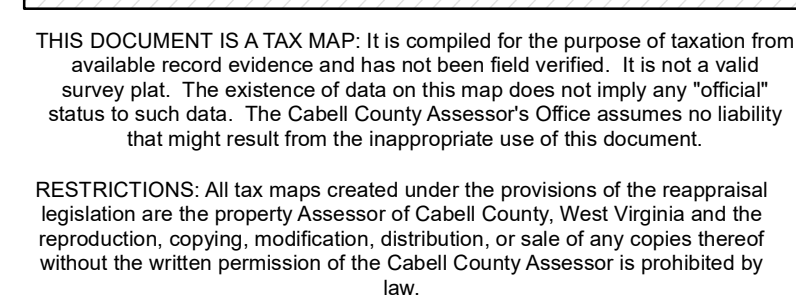 THIS DOCUMENT IS A TAX MAP: It is compiled for the purpose of taxation from
available record evidence and has not been field verified.  It is not a valid
survey plat.  The existence of data on this map does not imply any "official"
status to such data.  The Cabell County Assessor's Office assumes no liability
that might result from the inappropriate use of this document.
RESTRICTIONS: All tax maps created under the provisions of the reappraisal
legislation are the property Assessor of Cabell County, West Virginia and the
reproduction, copying, modification, distribution, or sale of any copies thereof
without the written permission of the Cabell County Assessor is prohibited by
law.